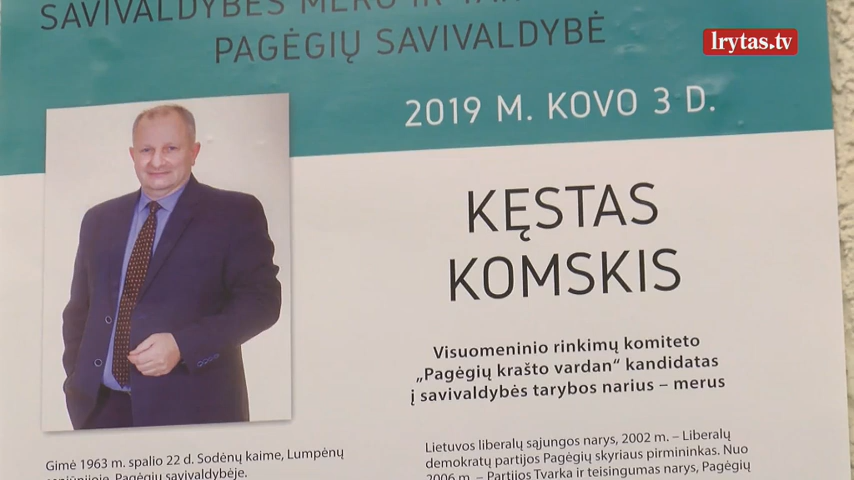 SAVIVALDYBĖS MERŲ IR
PAGĖGIŲ SAVIVALDYBĖ
lrytas.tv
2019 M. KOVO 3 D.
KĘSTAS
KOMSKIS
Visuomeninio rinkimų komiteto
„Pagėgių krašto vardan“ kandidatas
į savivaldybės tarybos narius – merus
Gimė 1963 m. spalio 22 d. Sodėnų kaime, Lumpėnų
Pagėgių savivaldybėje.
Lietuvos liberalų sąjungos narys, 2002 m. – Liberalų
demokratų partijos Pagėgių skyriaus pirmininkas. Nuo
2006 m. – Partijos Tvarka ir teisingumas narys, Pagėgių